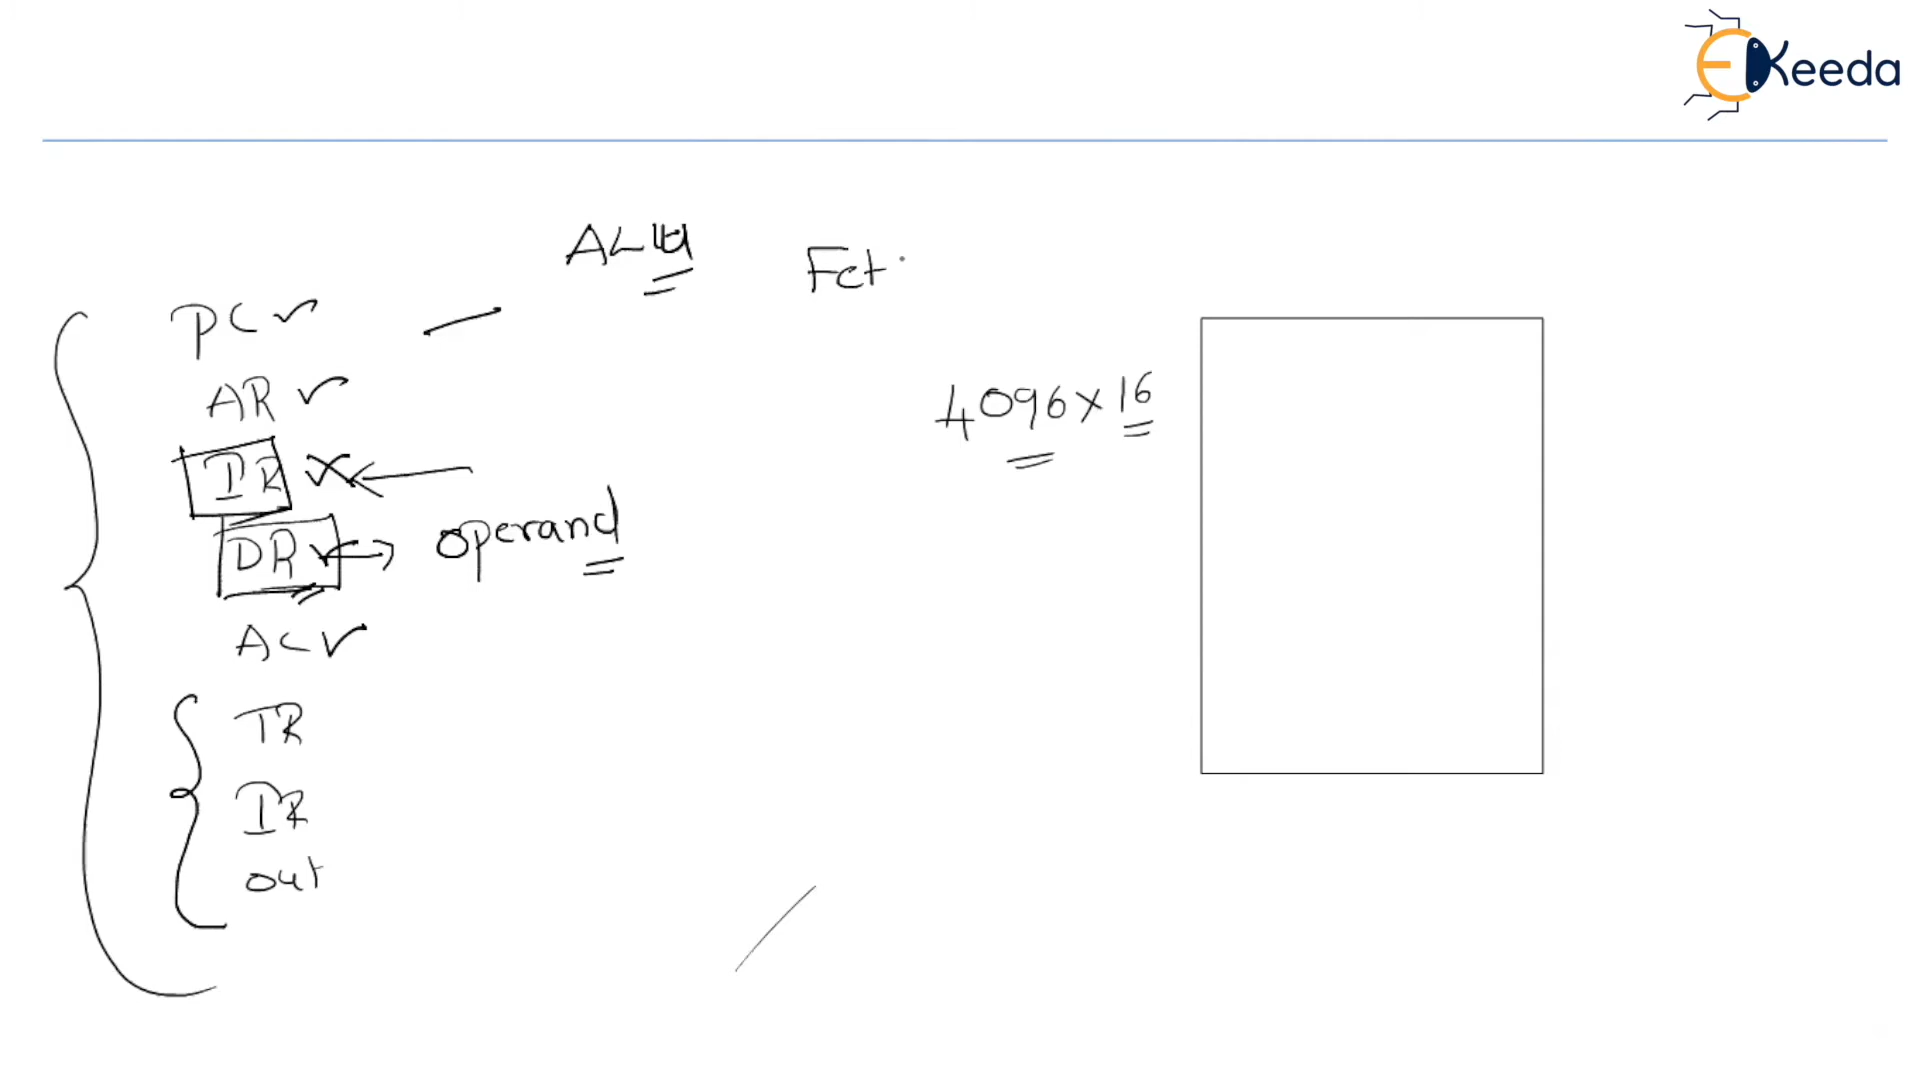 EKeeda
ALU
Fct
PC
AR
4096 × 16
IR
DR
operand
AC
TR
IR
out